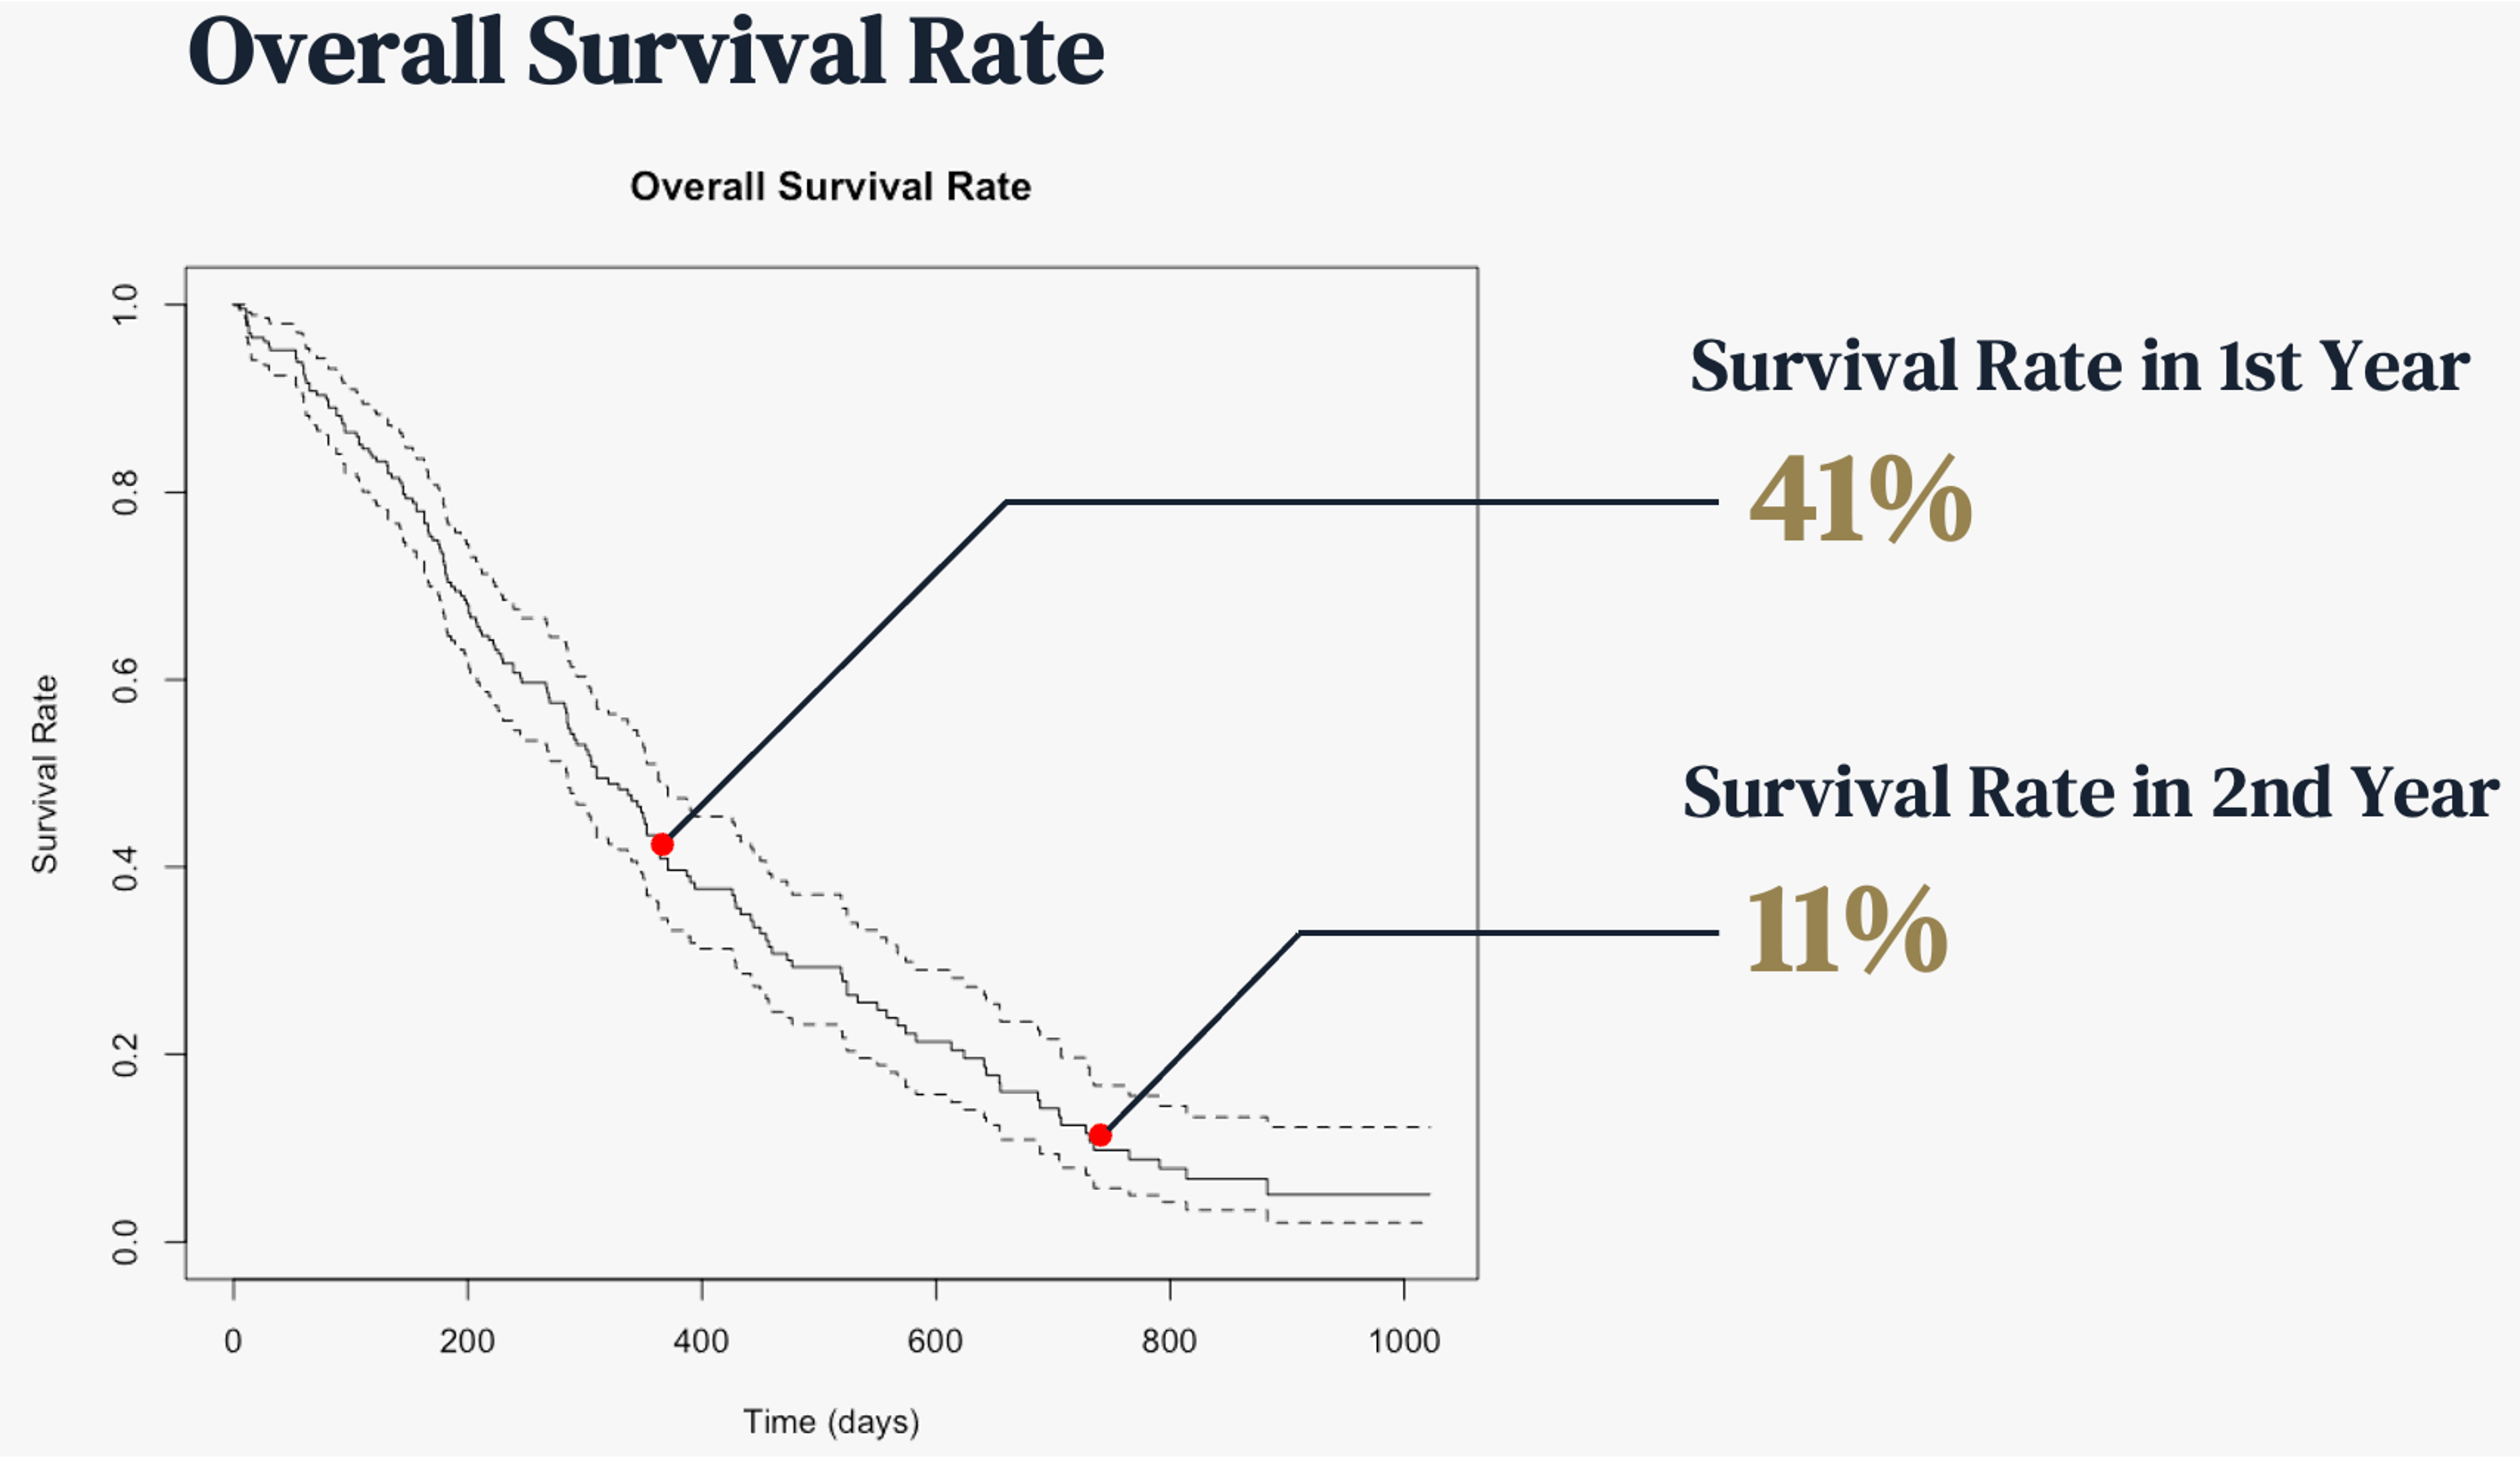 Overall Survival Rate
Overall Survival Rate
1.0
0.8
0.6
0.4
0.2
0.0
Survival Rate
0 200 400 600 800 1000
Time (days)
Survival Rate in 1st Year
41%
Survival Rate in 2nd Year
11%